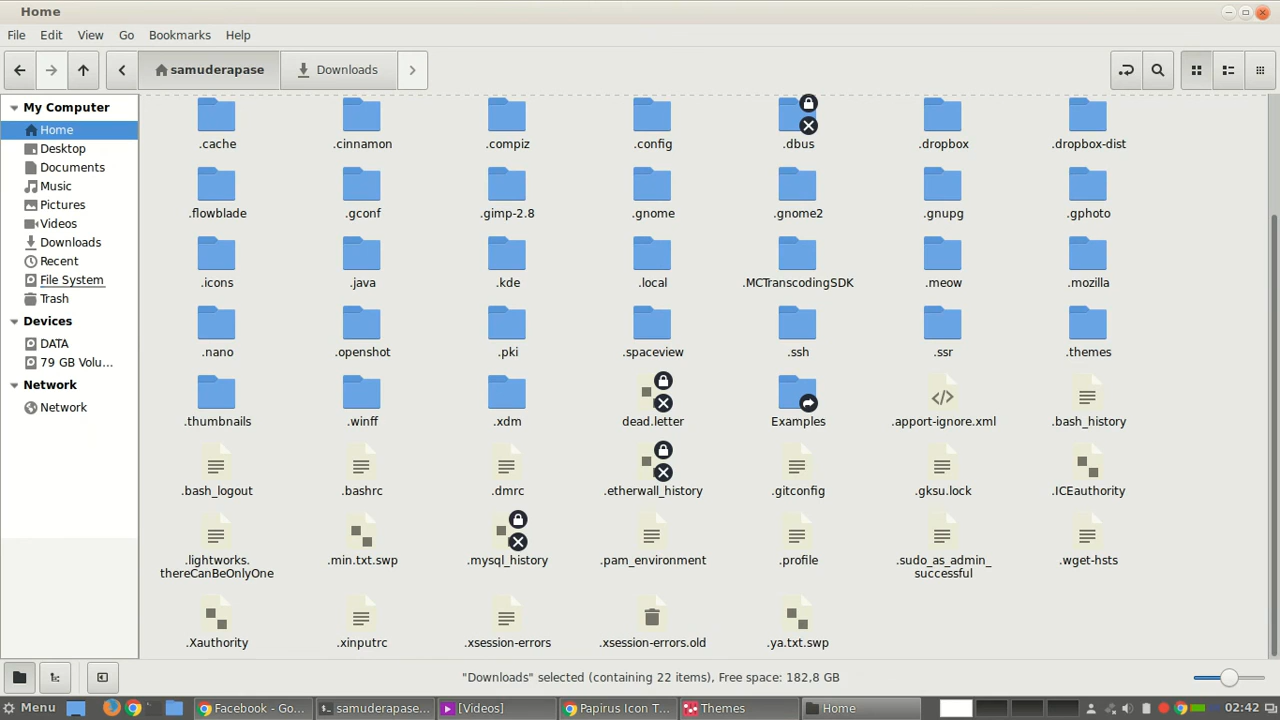 Home
File Edit View Go Bookmarks Help
samuderapase Downloads
My Computer
Home
Desktop
Documents
Music
Pictures
Videos
Downloads
Recent
File System
Trash
Devices
DATA
79 GB Volu...
Network
Network
.cache .cinnamon .compiz .config .dbus .dropbox .dropbox-dist
.flowblade .gconf .gimp-2.8 .gnome .gnome2 .gnupg .gphoto
.icons .java .kde .local .MCTranscodingSDK .meow .mozilla
.nano .openshot .pki .spaceview .ssh .ssr .themes
.thumbnails .winff .xdm dead.letter Examples .apport-ignore.xml .bash_history
.bash_logout .bashrc .dmrc .etherwall_history .gitconfig .gksu.lock .ICEauthority
.lightworks. .min.txt.swp .mysql_history .pam_environment .profile .sudo_as_admin_ .wget-hsts
thereCanBeOnlyOne successful
.Xauthority .xinputrc .xsession-errors .xsession-errors.old .ya.txt.swp
"Downloads" selected (containing 22 items), Free space: 182,8 GB
Menu Facebook - Go... samuderapase... [Videos] Papirus Icon T... Themes Home 02:42